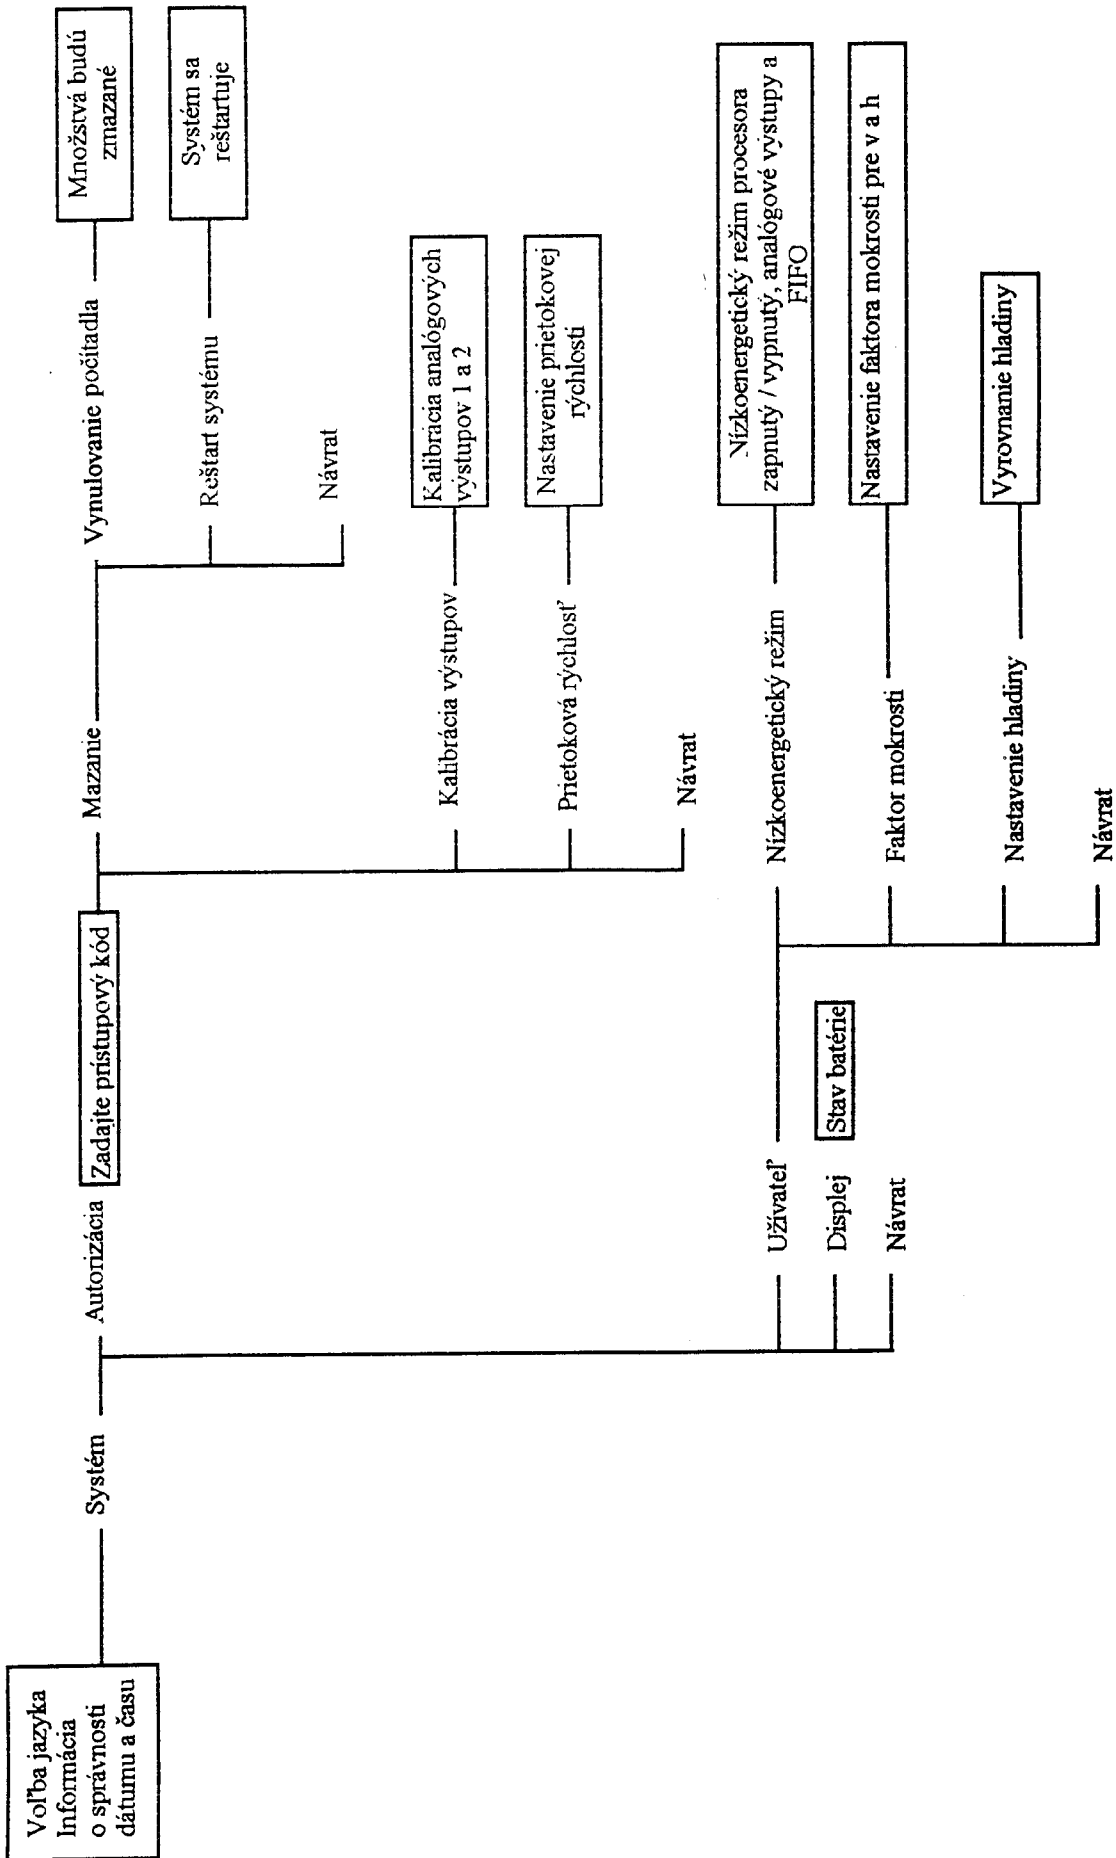 Voľba jazyka
Informácia
o správnosti
dátumu a času
Systém
Autorizácia
Zadajte prístupový kód
Mazanie
Vynulovanie počítadla
Množstvá budú
zmazané
Reštart systému
Systém sa
reštartuje
Návrat
Kalibrácia výstupov
Kalibrácia analógových
výstupov 1 a 2
Prietoková rýchlosť
Nastavenie prietokovej
rýchlosti
Návrat
Užívateľ
Nízkoenergetický režim
Nízkoenergetický režim procesora
zapnutý / vypnutý, analógové výstupy a
FIFO
Faktor mokrosti
Nastavenie faktora mokrosti pre v a h
Nastavenie hladiny
Vyrovnanie hladiny
Návrat
Displej
Stav batérie
Návrat